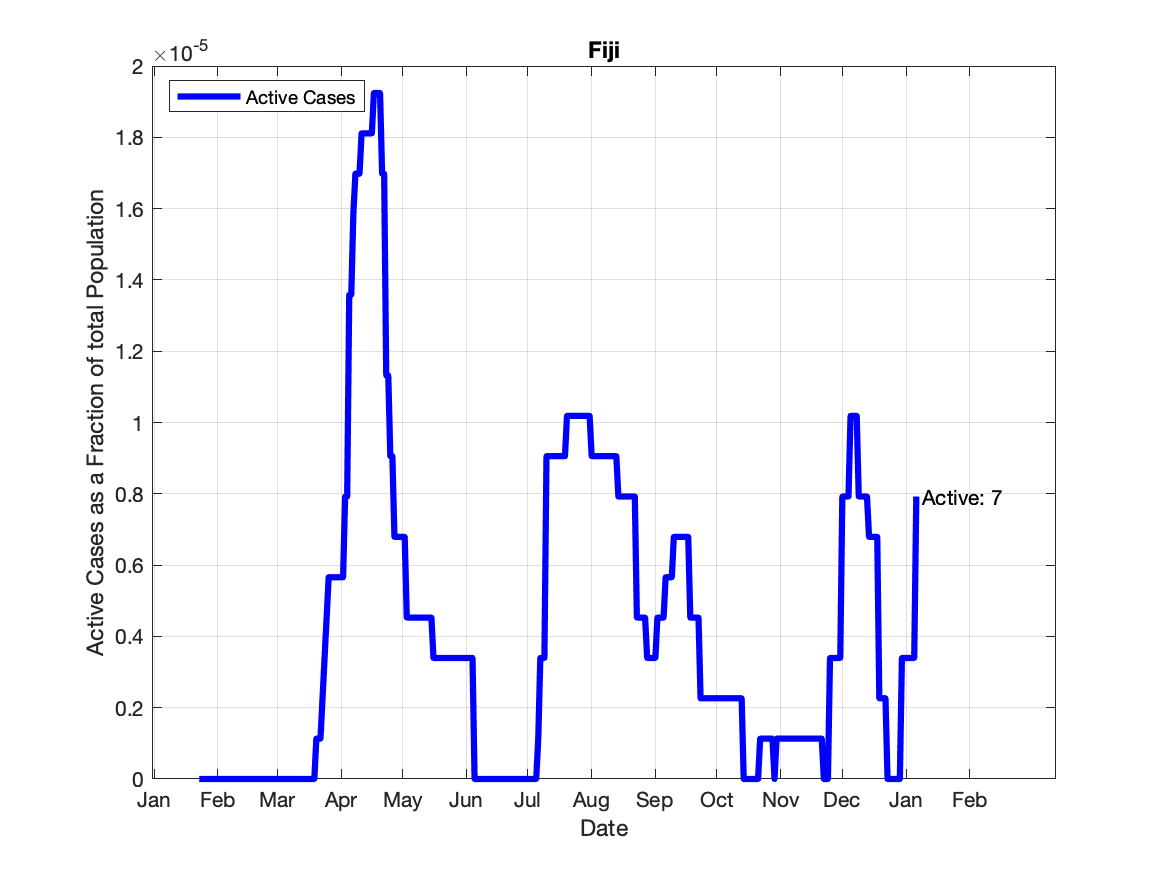 Fiji
×10-5
2
1.8
1.6
1.4
1.2
1
0.8
0.6
0.4
0.2
0
Active Cases as a Fraction of total Population
Active Cases
Active: 7
Jan Feb Mar Apr May Jun Jul Aug Sep Oct Nov Dec Jan Feb
Date